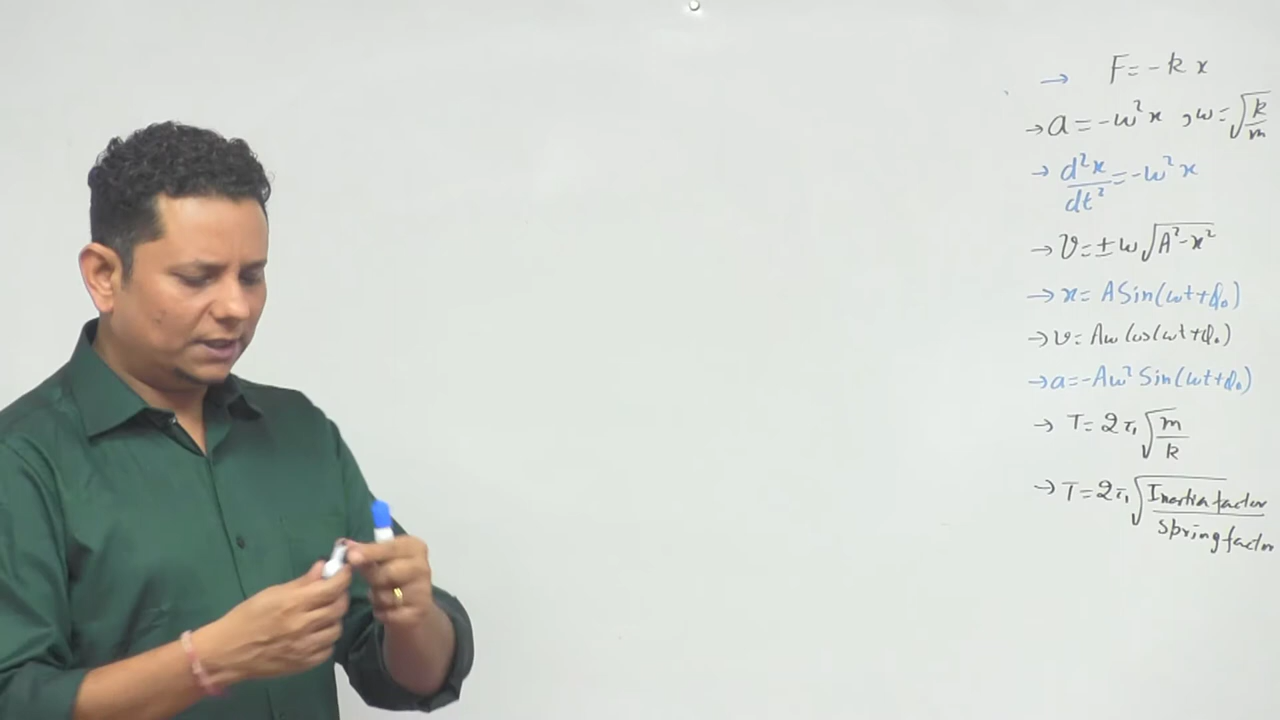 → F = - k x
→ a = - ω² x , ω = √(k/m)
→ d²x/dt² = - ω² x
→ v = ± ω √(A² - x²)
→ x = A Sin(ωt + φ₀)
→ v = Aω Cos(ωt + φ₀)
→ a = - Aω² Sin(ωt + φ₀)
→ T = 2π √(m/k)
→ T = 2π √(Inertia factor/Spring factor)